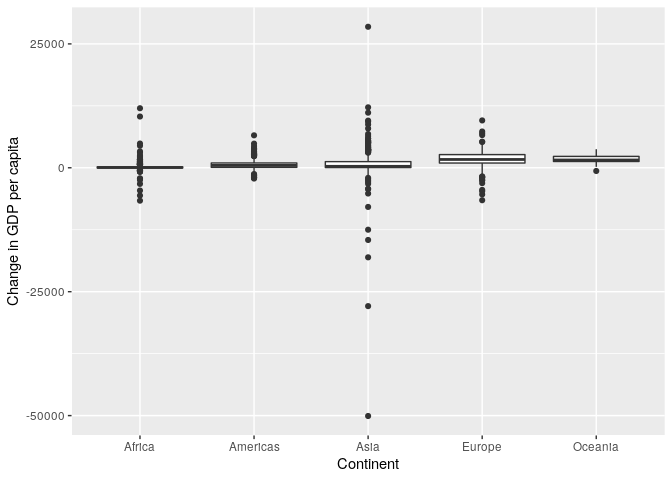 25000
0
-25000
-50000
Change in GDP per capita
Africa
Americas
Asia
Europe
Oceania
Continent